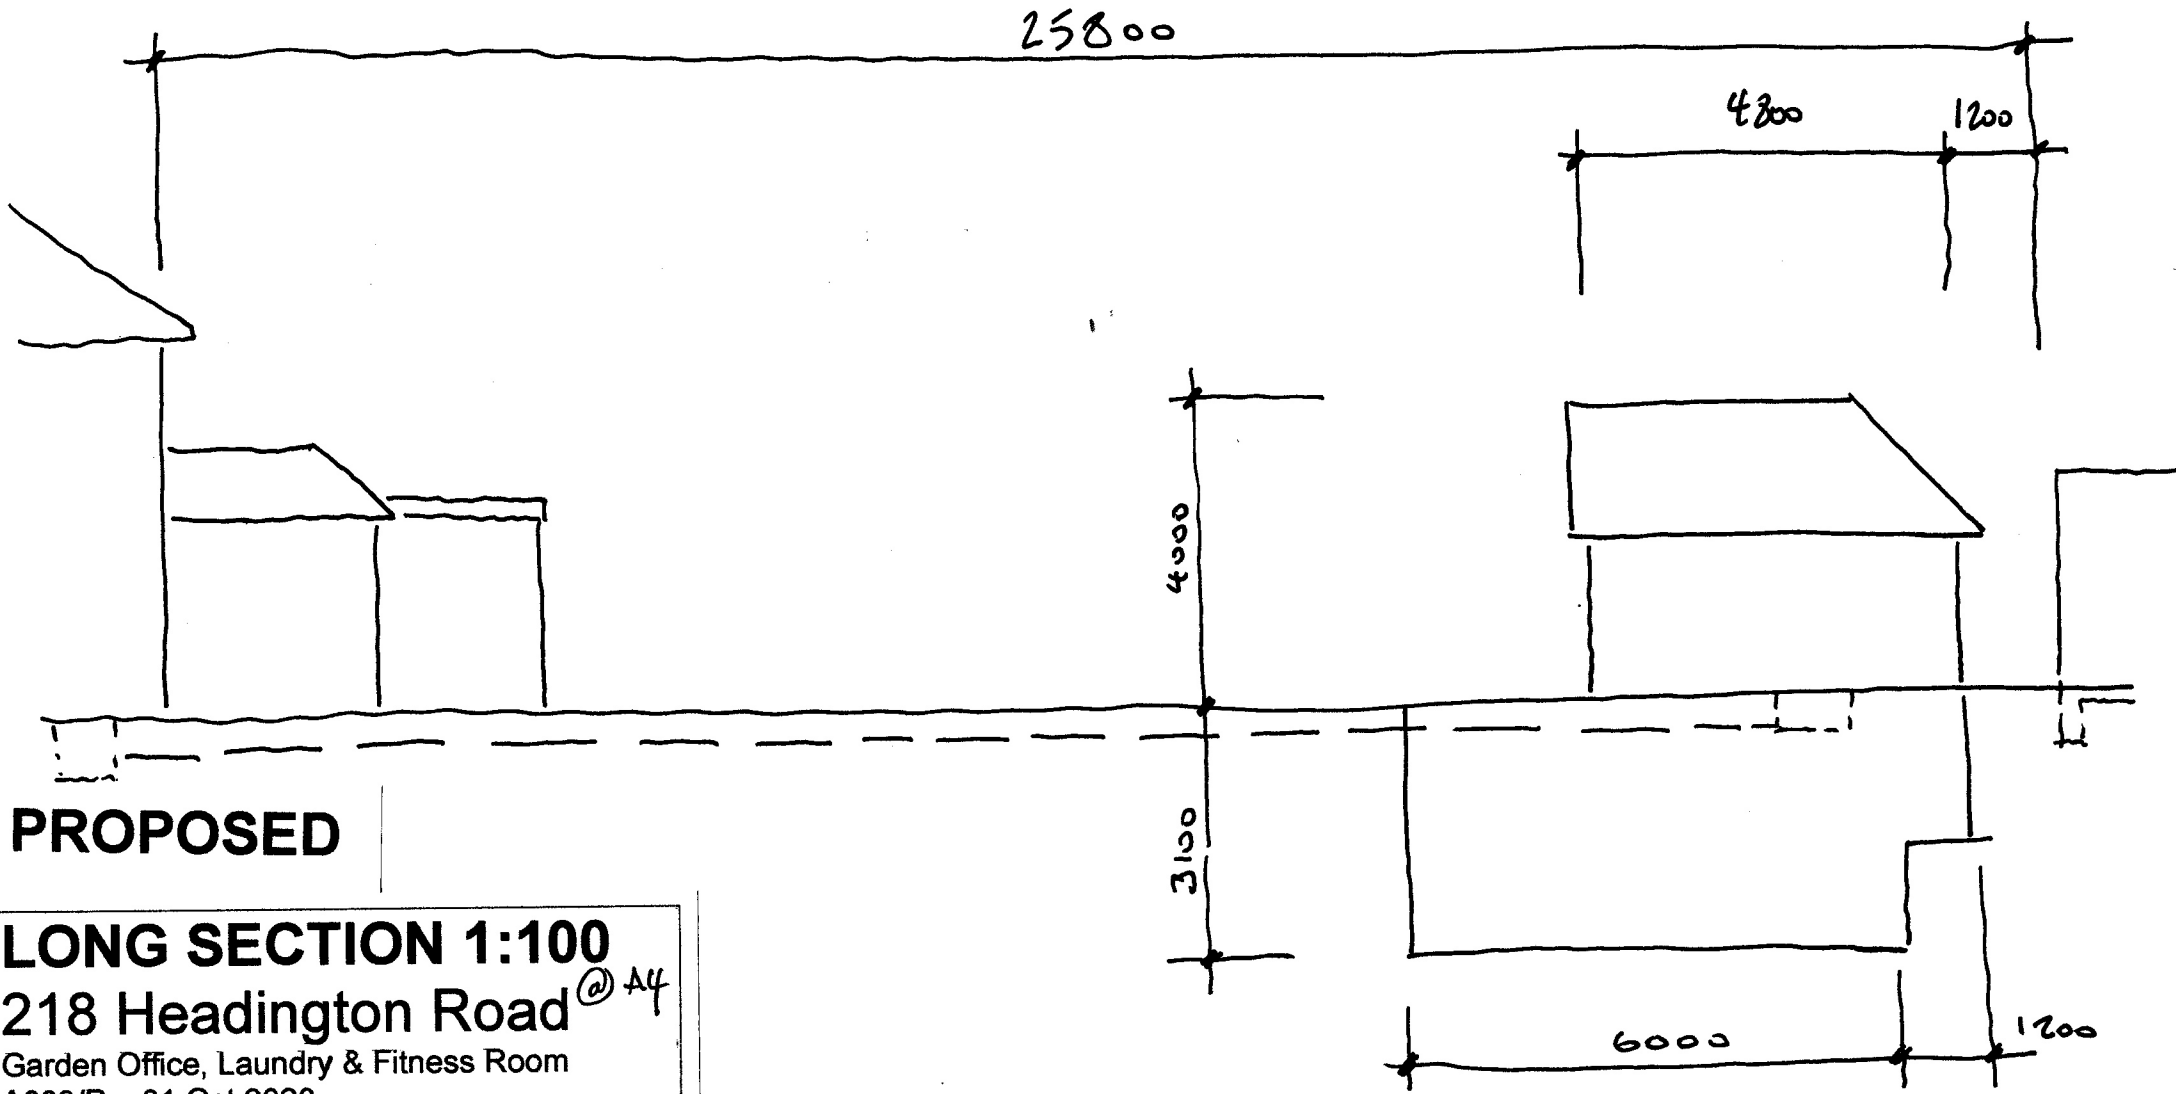 25800
4800
1200
4000
3100
6000
1200
PROPOSED
LONG SECTION 1:100
@ A4
218 Headington Road
Garden Office, Laundry & Fitness Room